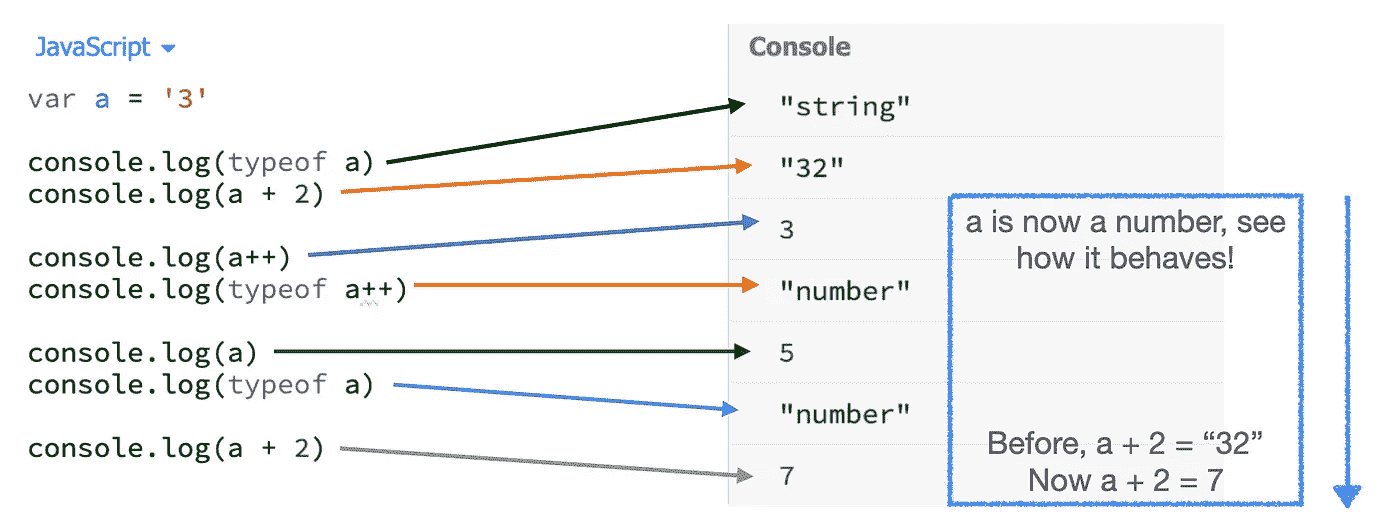 JavaScript
var a = '3'
console.log(typeof a)
console.log(a + 2)
console.log(a++)
console.log(typeof a++)
console.log(a)
console.log(typeof a)
console.log(a + 2)
Console
"string"
"32"
3
"number"
5
"number"
7
a is now a number, see
how it behaves!
Before, a + 2 = “32”
Now a + 2 = 7